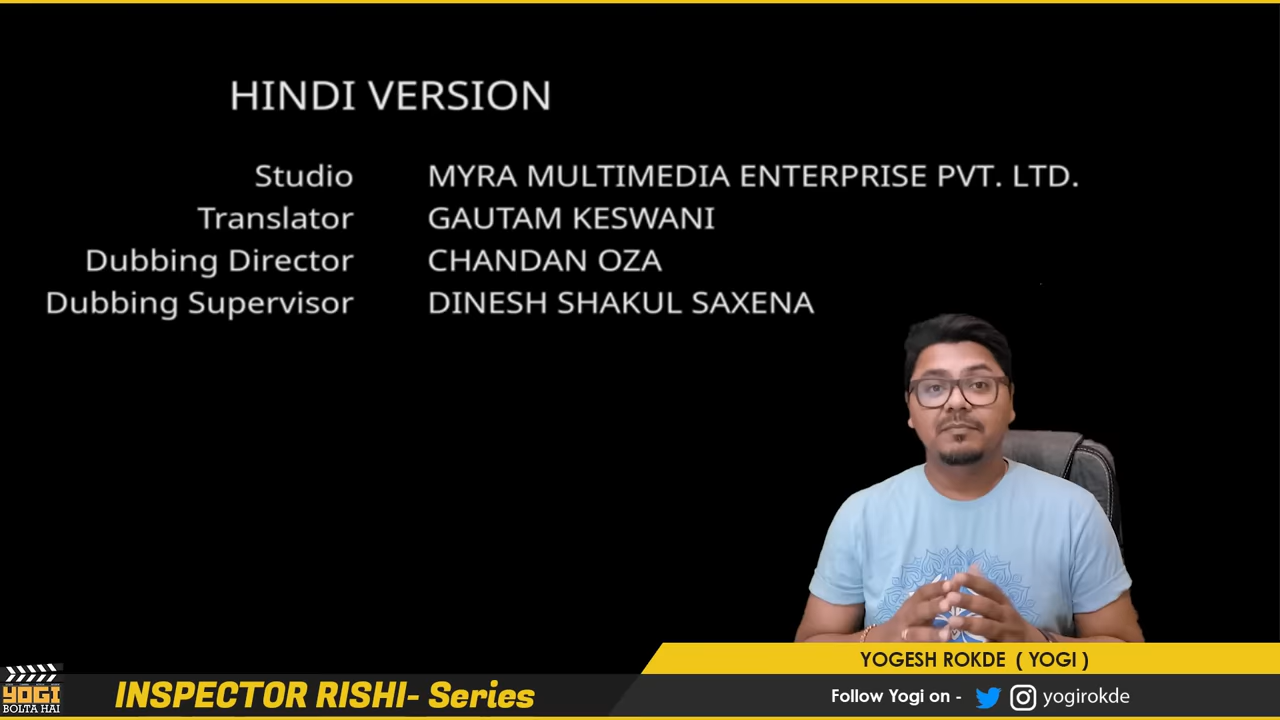 HINDI VERSION
Studio MYRA MULTIMEDIA ENTERPRISE PVT. LTD.
Translator GAUTAM KESWANI
Dubbing Director CHANDAN OZA
Dubbing Supervisor DINESH SHAKUL SAXENA
YOGESH ROKDE ( YOGI )
YOGI
BOLTA HAI
INSPECTOR RISHI- Series
Follow Yogi on - yogirokde